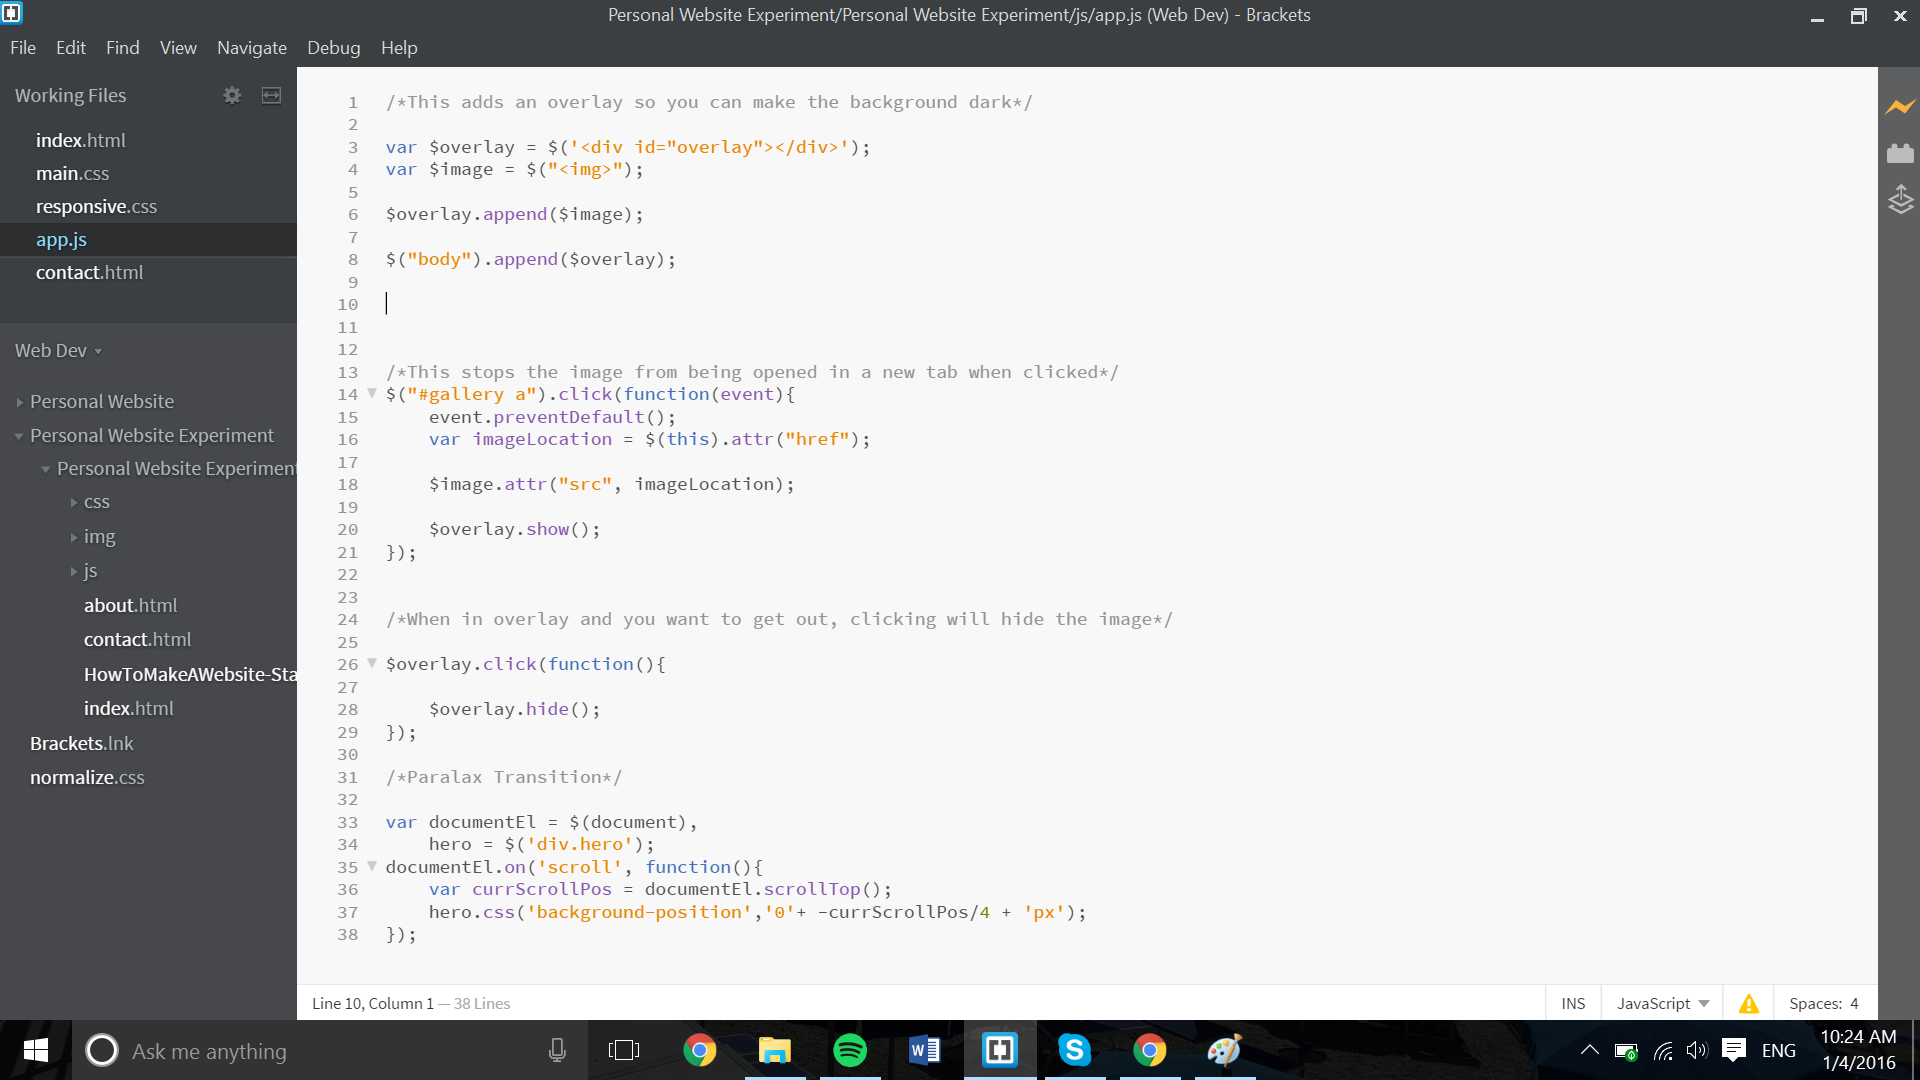 Personal Website Experiment/Personal Website Experiment/js/app.js (Web Dev) - Brackets
File Edit Find View Navigate Debug Help
Working Files
index.html
main.css
responsive.css
app.js
contact.html
Web Dev
Personal Website
Personal Website Experiment
Personal Website Experiment
css
img
js
about.html
contact.html
HowToMakeAWebsite-Sta
index.html
Brackets.lnk
normalize.css
1 /*This adds an overlay so you can make the background dark*/
2
3 var $overlay = $('<div id="overlay"></div>');
4 var $image = $("<img>");
5
6 $overlay.append($image);
7
8 $("body").append($overlay);
9
10
11
12
13 /*This stops the image from being opened in a new tab when clicked*/
14 $("#gallery a").click(function(event){
15     event.preventDefault();
16     var imageLocation = $(this).attr("href");
17
18     $image.attr("src", imageLocation);
19
20     $overlay.show();
21 });
22
23
24 /*When in overlay and you want to get out, clicking will hide the image*/
25
26 $overlay.click(function(){
27
28     $overlay.hide();
29 });
30
31 /*Paralax Transition*/
32
33 var documentEl = $(document),
34     hero = $('div.hero');
35 documentEl.on('scroll', function(){
36     var currScrollPos = documentEl.scrollTop();
37     hero.css('background-position','0'+ -currScrollPos/4 + 'px');
38 });
Line 10, Column 1 — 38 Lines
INS JavaScript Spaces: 4
Ask me anything
ENG
10:24 AM
1/4/2016